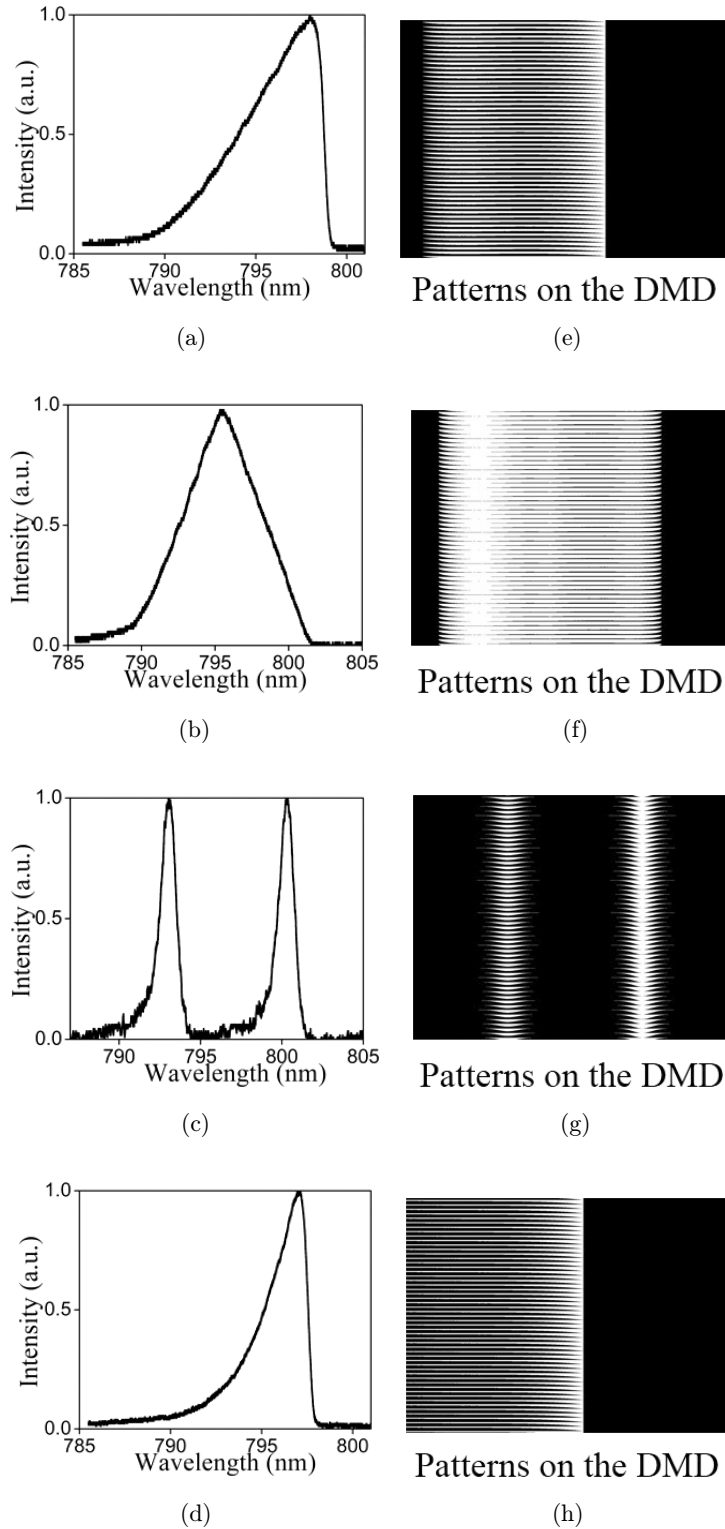 1.0
Intensity (a.u.)
0.5
0.0
785 790 795 800
Wavelength (nm)
(a)
Patterns on the DMD
(e)
1.0
Intensity (a.u.)
0.5
0.0
785 790 795 800 805
Wavelength (nm)
(b)
Patterns on the DMD
(f)
1.0
Intensity (a.u.)
0.5
0.0
790 795 800 805
Wavelength (nm)
(c)
Patterns on the DMD
(g)
1.0
Intensity (a.u.)
0.5
0.0
785 790 795 800
Wavelength (nm)
(d)
Patterns on the DMD
(h)